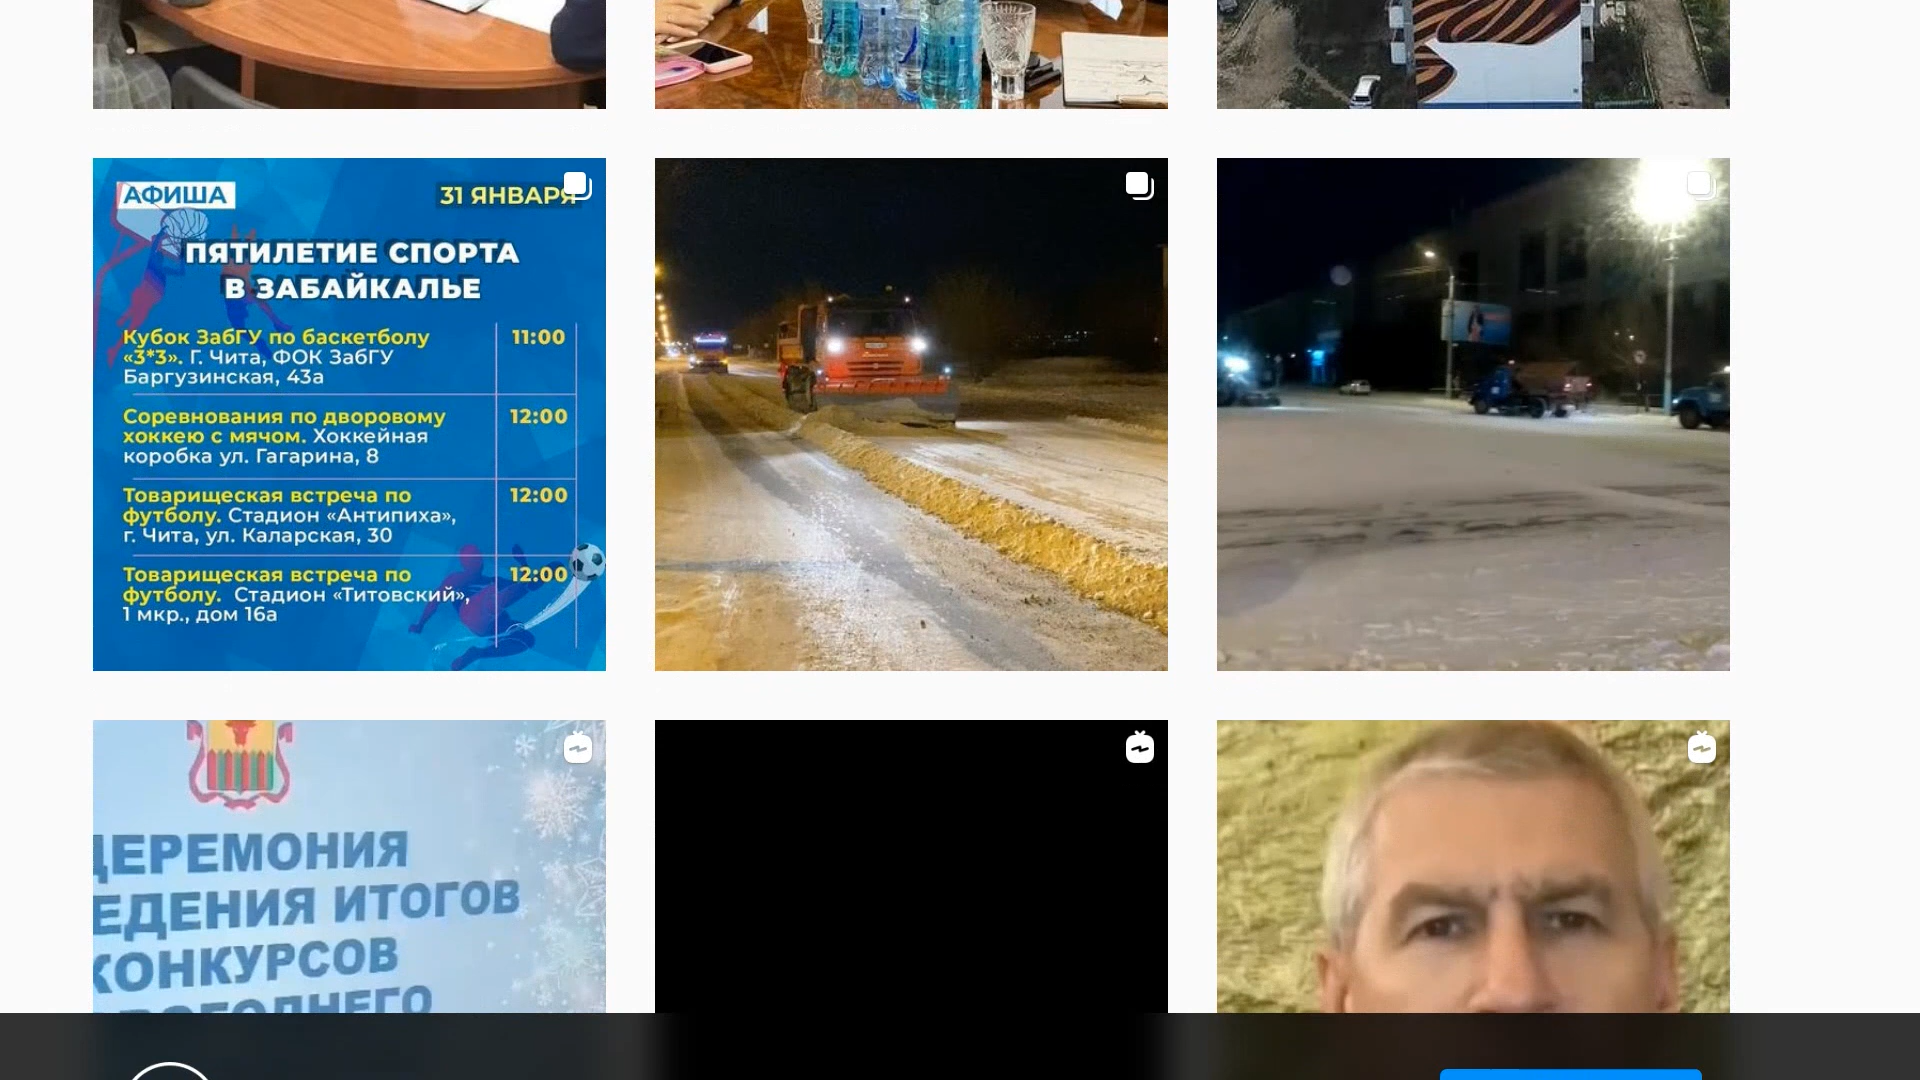 АФИША
31 ЯНВАРЯ
ПЯТИЛЕТИЕ СПОРТА
В ЗАБАЙКАЛЬЕ
Кубок ЗабГУ по баскетболу
«3*3». Г. Чита, ФОК ЗабГУ
Баргузинская, 43а
11:00
Соревнования по дворовому
хоккею с мячом. Хоккейная
коробка ул. Гагарина, 8
12:00
Товарищеская встреча по
футболу. Стадион «Антипиха»,
г. Чита, ул. Каларская, 30
12:00
Товарищеская встреча по
футболу. Стадион «Титовский»,
1 мкр., дом 16а
12:00
ЦЕРЕМОНИЯ
ЕДЕНИЯ ИТОГОВ
КОНКУРСОВ
ВОГОДНЕГО